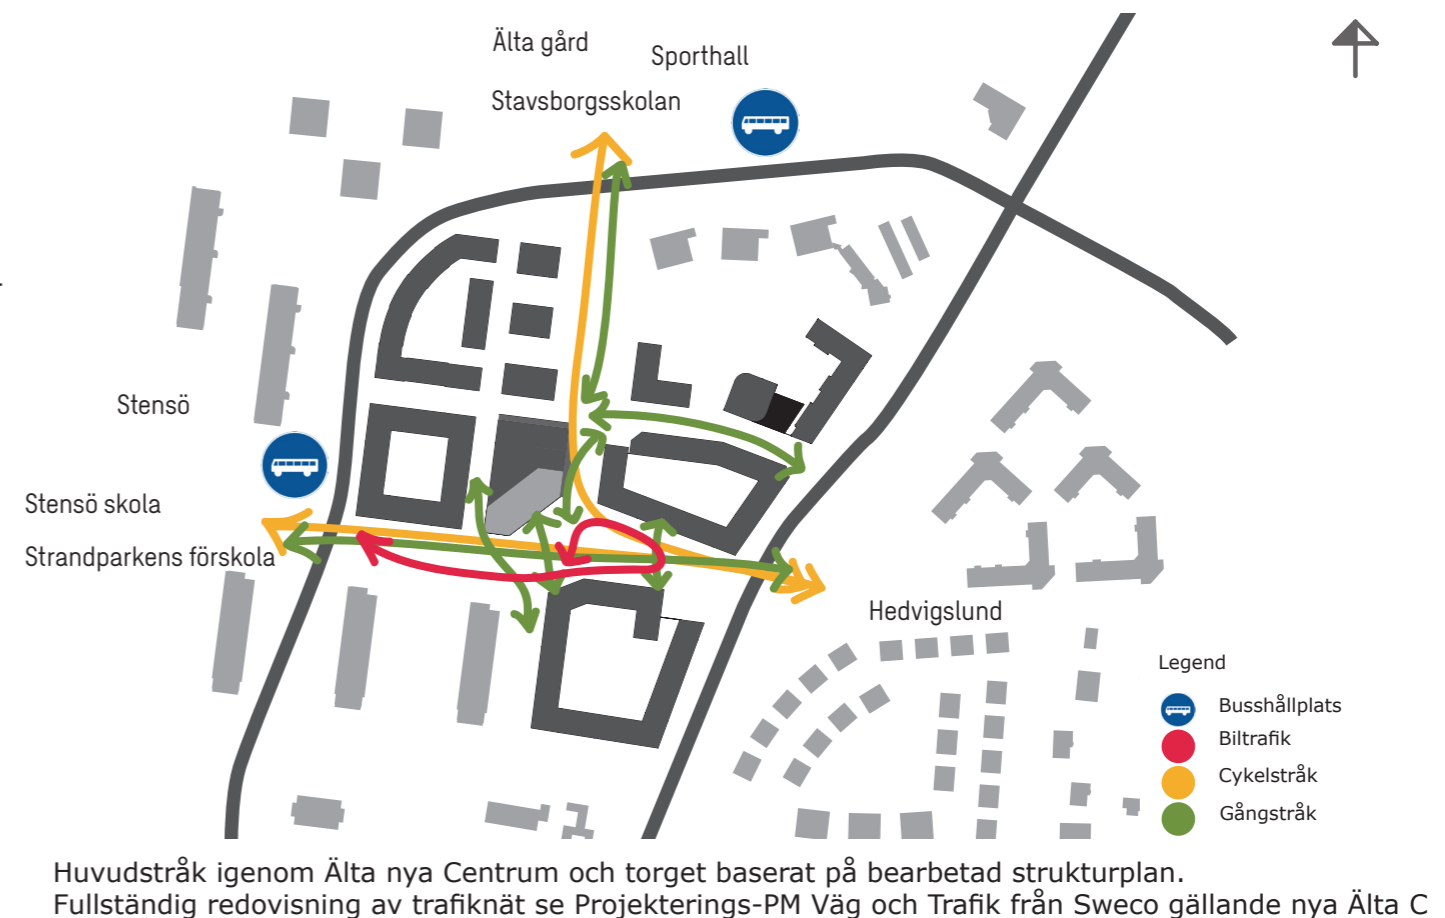 Älta gård
Sporthall
Stavsborgsskolan
Stensö
Stensö skola
Strandparkens förskola
Hedvigslund
Legend
Busshållplats
Biltrafik
Cykelstråk
Gångstråk
Huvudstråk igenom Älta nya Centrum och torget baserat på bearbetad strukturplan.
Fullständig redovisning av trafiknät se Projekterings-PM Väg och Trafik från Sweco gällande nya Älta C